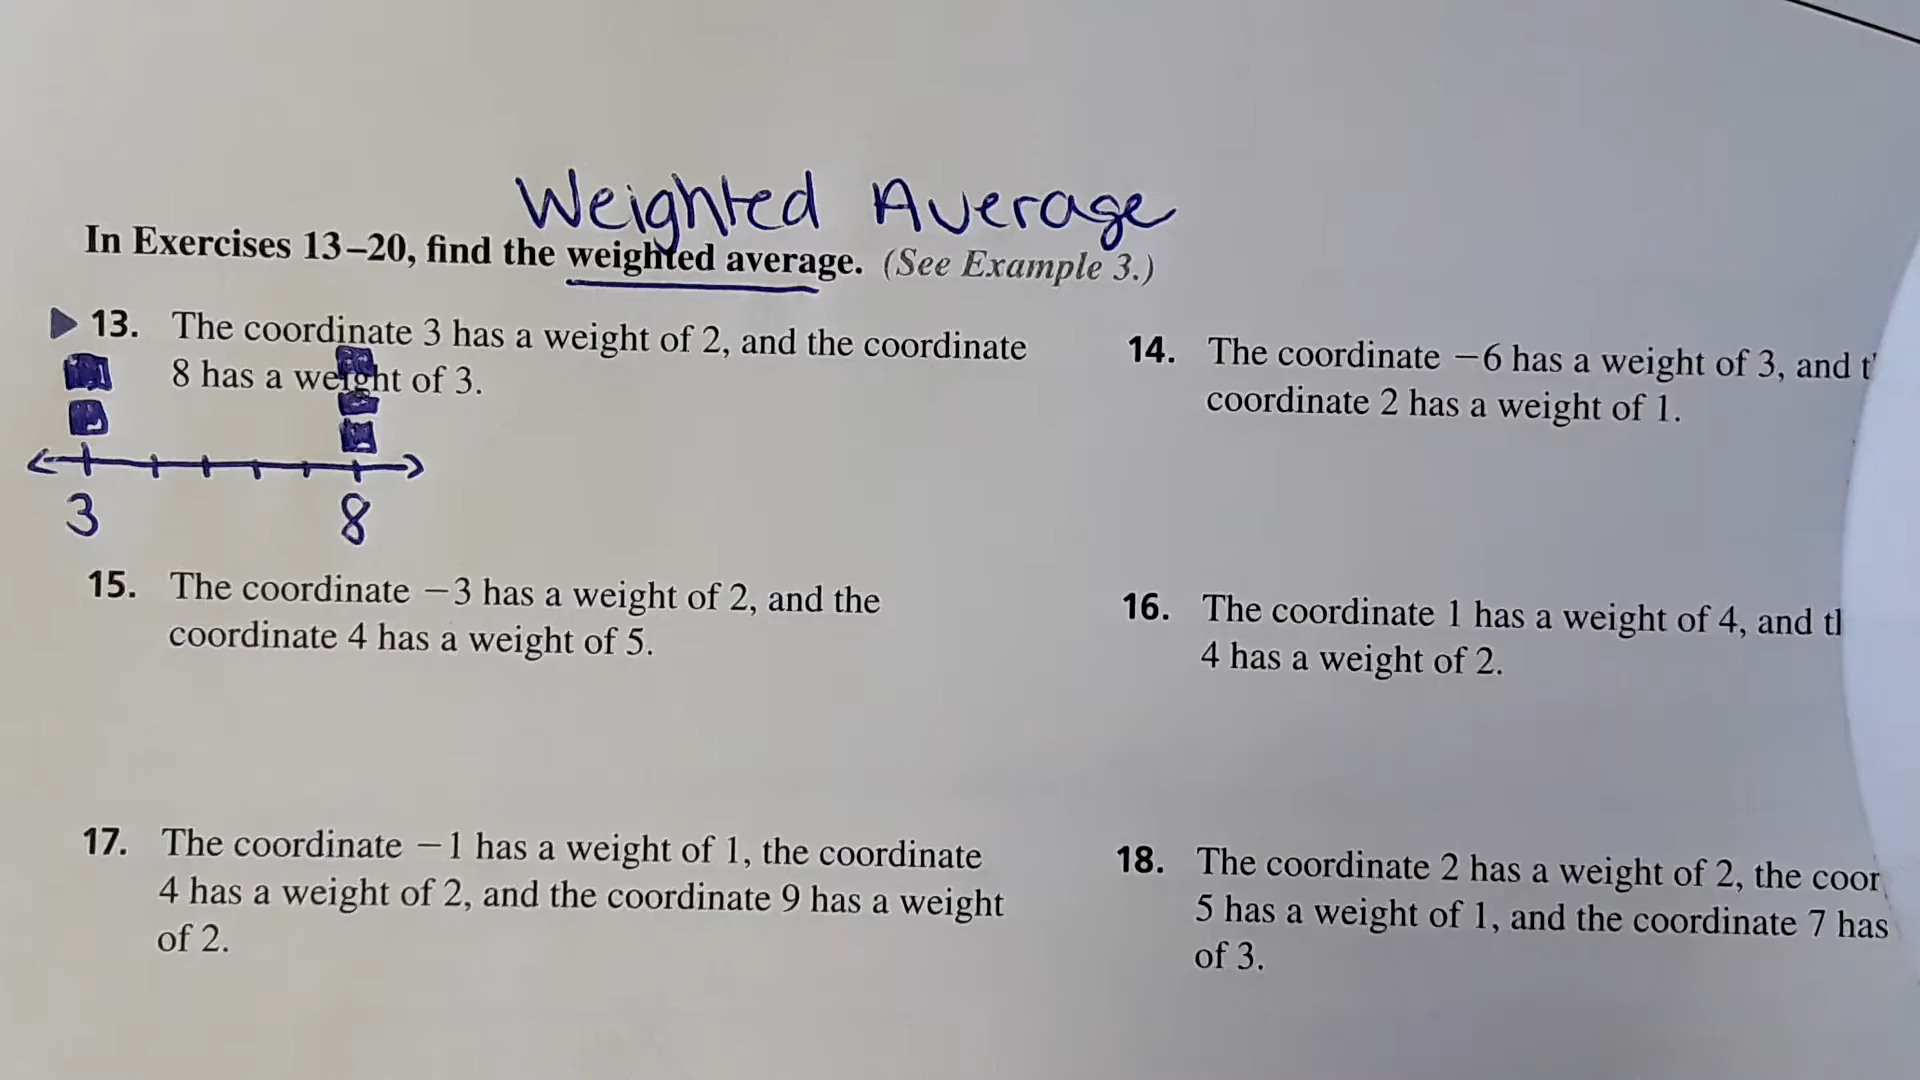 Weighted Average
In Exercises 13–20, find the weighted average. (See Example 3.)
13. The coordinate 3 has a weight of 2, and the coordinate
8 has a weight of 3.
3 8
14. The coordinate −6 has a weight of 3, and
coordinate 2 has a weight of 1.
15. The coordinate −3 has a weight of 2, and the
coordinate 4 has a weight of 5.
16. The coordinate 1 has a weight of 4, and
4 has a weight of 2.
17. The coordinate −1 has a weight of 1, the coordinate
4 has a weight of 2, and the coordinate 9 has a weight
of 2.
18. The coordinate 2 has a weight of 2, the coor
5 has a weight of 1, and the coordinate 7 has
of 3.